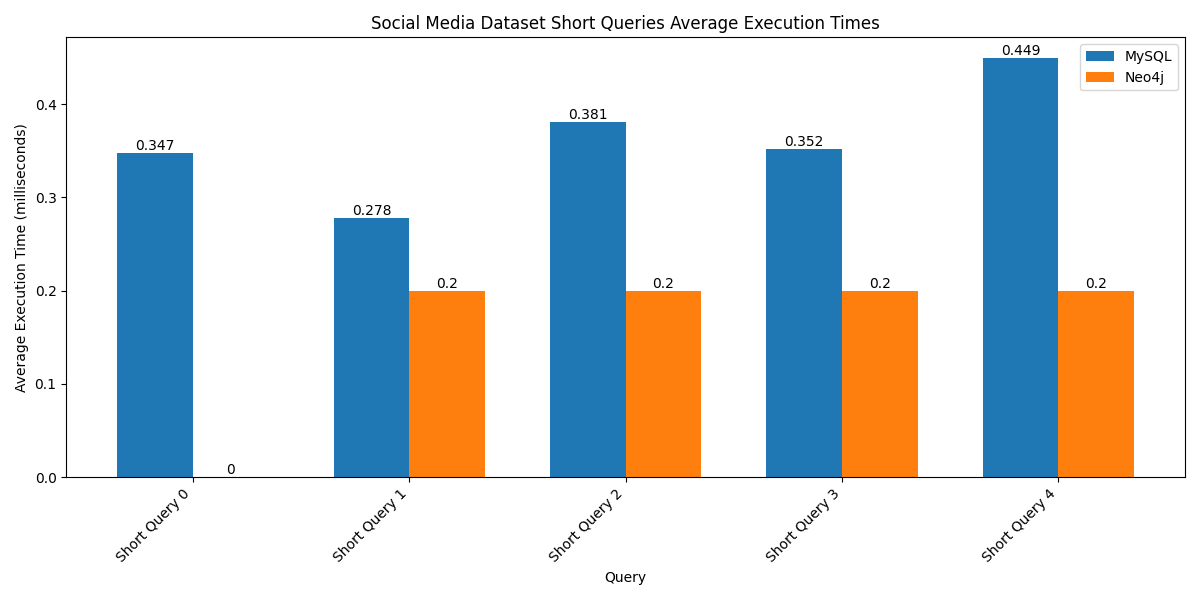 Social Media Dataset Short Queries Average Execution Times
MySQL
Neo4j
Average Execution Time (milliseconds)
0.4
0.3
0.2
0.1
0.0
0.347
0
0.278
0.2
0.381
0.2
0.352
0.2
0.449
0.2
Short Query 0
Short Query 1
Short Query 2
Short Query 3
Short Query 4
Query